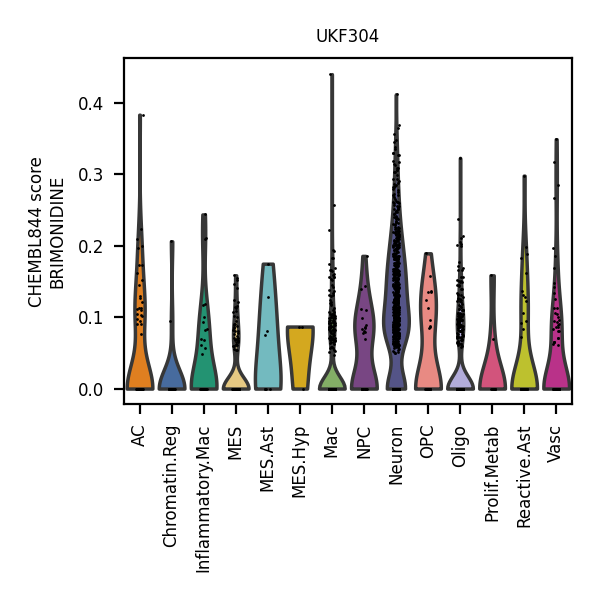 UKF304
CHEMBL844 score
BRIMONIDINE
0.4
0.3
0.2
0.1
0.0
AC
Chromatin.Reg
Inflammatory.Mac
MES
MES.Ast
MES.Hyp
Mac
NPC
Neuron
OPC
Oligo
Prolif.Metab
Reactive.Ast
Vasc